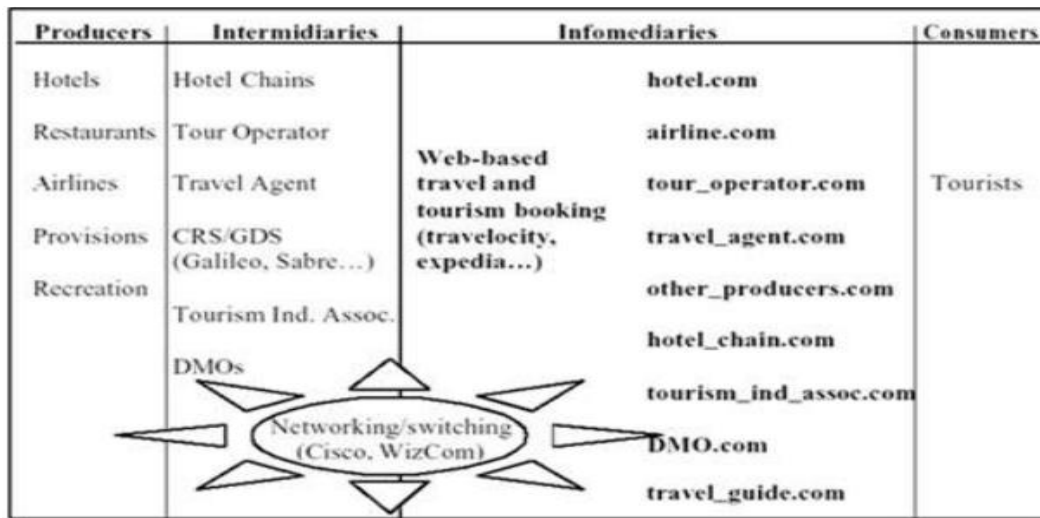 Producers
Intermidiaries
Infomediaries
Consumers
Hotels
Restaurants
Airlines
Provisions
Recreation
Hotel Chains
Tour Operator
Travel Agent
CRS/GDS
(Galileo, Sabre…)
Tourism Ind. Assoc.
DMOs
Web-based
travel and
tourism booking
(travelocity,
expedia…)
hotel.com
airline.com
tour_operator.com
travel_agent.com
other_producers.com
hotel_chain.com
tourism_ind_assoc.com
DMO.com
travel_guide.com
Tourists
Networking/switching
(Cisco, WizCom)